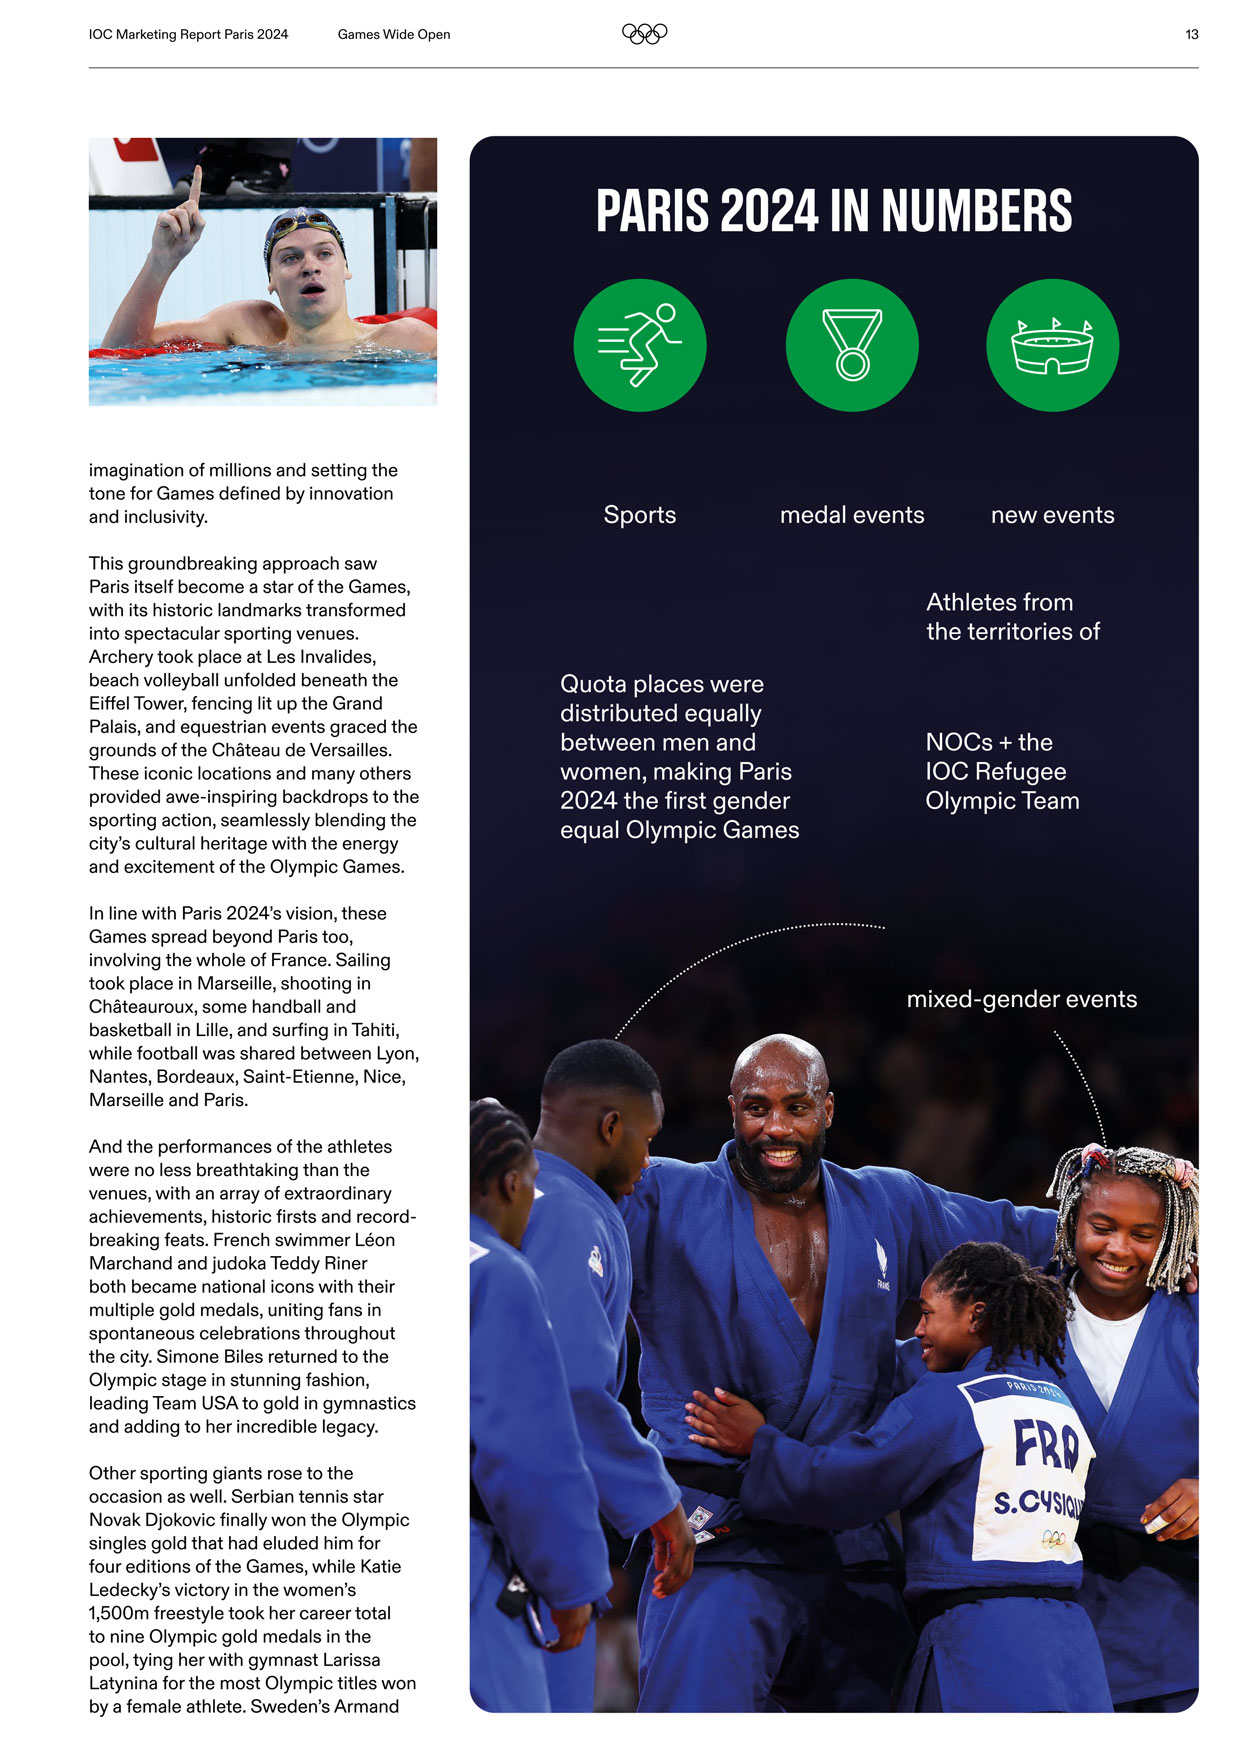 IOC Marketing Report Paris 2024 Games Wide Open 13
imagination of millions and setting the
tone for Games defined by innovation
and inclusivity.
This groundbreaking approach saw
Paris itself become a star of the Games,
with its historic landmarks transformed
into spectacular sporting venues.
Archery took place at Les Invalides,
beach volleyball unfolded beneath the
Eiffel Tower, fencing lit up the Grand
Palais, and equestrian events graced the
grounds of the Château de Versailles.
These iconic locations and many others
provided awe-inspiring backdrops to the
sporting action, seamlessly blending the
city’s cultural heritage with the energy
and excitement of the Olympic Games.
In line with Paris 2024’s vision, these
Games spread beyond Paris too,
involving the whole of France. Sailing
took place in Marseille, shooting in
Châteauroux, some handball and
basketball in Lille, and surfing in Tahiti,
while football was shared between Lyon,
Nantes, Bordeaux, Saint-Etienne, Nice,
Marseille and Paris.
And the performances of the athletes
were no less breathtaking than the
venues, with an array of extraordinary
achievements, historic firsts and record-
breaking feats. French swimmer Léon
Marchand and judoka Teddy Riner
both became national icons with their
multiple gold medals, uniting fans in
spontaneous celebrations throughout
the city. Simone Biles returned to the
Olympic stage in stunning fashion,
leading Team USA to gold in gymnastics
and adding to her incredible legacy.
Other sporting giants rose to the
occasion as well. Serbian tennis star
Novak Djokovic finally won the Olympic
singles gold that had eluded him for
four editions of the Games, while Katie
Ledecky’s victory in the women’s
1,500m freestyle took her career total
to nine Olympic gold medals in the
pool, tying her with gymnast Larissa
Latynina for the most Olympic titles won
by a female athlete. Sweden’s Armand
PARIS 2024 IN NUMBERS
Sports medal events new events
Athletes from
the territories of
Quota places were
distributed equally
between men and
women, making Paris
2024 the first gender
equal Olympic Games
NOCs + the
IOC Refugee
Olympic Team
mixed-gender events
FRANCE
PARIS 2024
FRA
S.CYSIQU